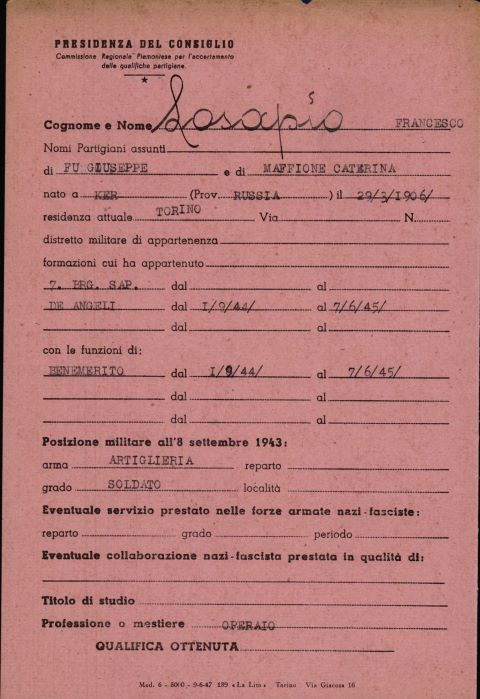 PRESIDENZA DEL CONSIGLIO
Commissione Regionale Piemontese per l'accertamento
delle qualifiche partigiane.
Cognome e Nome Losapio FRANCESCO
Nomi Partigiani assunti
di FU GIUSEPPE e di MAFFIONE CATERINA
nato a KER (Prov. RUSSIA ) il 29/3/1906/
residenza attuale TORINO Via N.
distretto militare di appartenenza
formazioni cui ha appartenuto
7. BRG. SAP. dal al
DE ANGELI dal I/9/44/ al 7/6/45/
dal al
con le funzioni di:
BENEMERITO dal I/9/44/ al 7/6/45/
dal al
dal al
Posizione militare all'8 settembre 1943:
arma ARTIGLIERIA reparto
grado SOLDATO località
Eventuale servizio prestato nelle forze armate nazi-fasciste:
reparto grado periodo
Eventuale collaborazione nazi-fascista prestata in qualità di:
Titolo di studio
Professione o mestiere OPERAIO
QUALIFICA OTTENUTA
Mod. 6 - 5000 - 9-6-47 189 «La Lito» Torino Via Giacosa 16